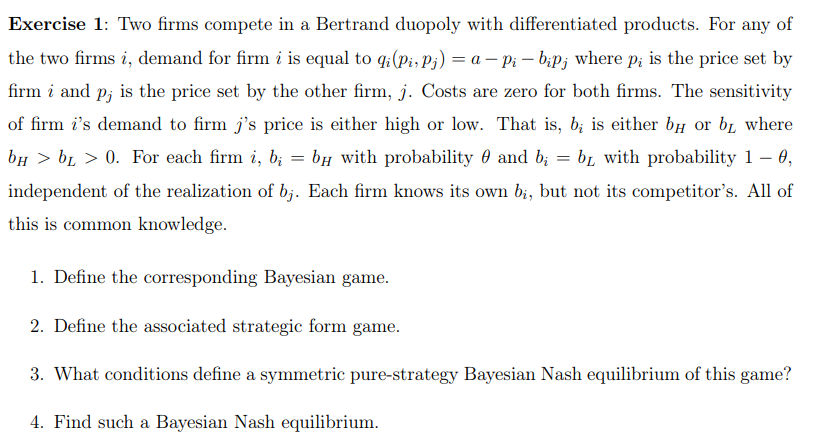 Exercise 1: Two firms compete in a Bertrand duopoly with differentiated products. For any of
the two firms i, demand for firm i is equal to q_i(p_i, p_j) = a − p_i − b_ip_j where p_i is the price set by
firm i and p_j is the price set by the other firm, j. Costs are zero for both firms. The sensitivity
of firm i's demand to firm j's price is either high or low. That is, b_i is either b_H or b_L where
b_H > b_L > 0. For each firm i, b_i = b_H with probability θ and b_i = b_L with probability 1 − θ,
independent of the realization of b_j. Each firm knows its own b_i, but not its competitor's. All of
this is common knowledge.
1. Define the corresponding Bayesian game.
2. Define the associated strategic form game.
3. What conditions define a symmetric pure-strategy Bayesian Nash equilibrium of this game?
4. Find such a Bayesian Nash equilibrium.